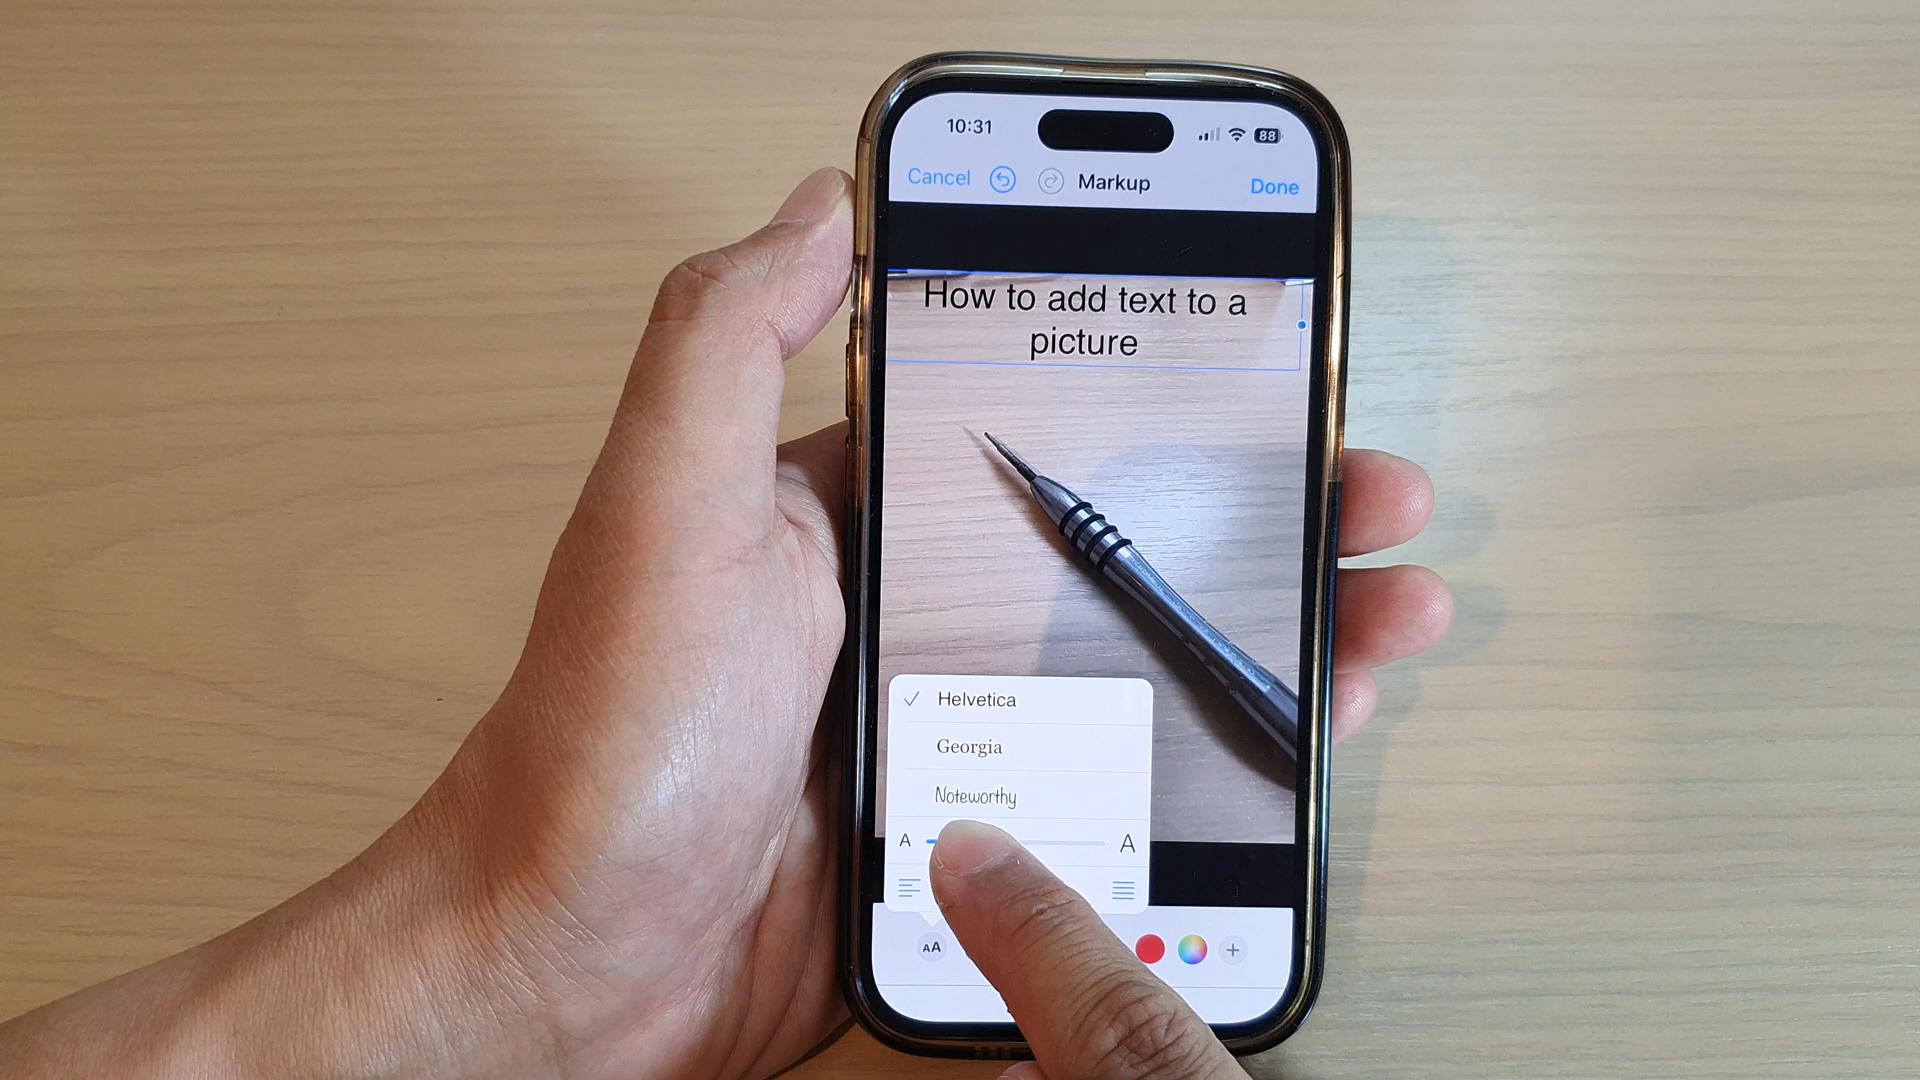 10:31
88
Cancel
Markup
Done
How to add text to a
picture
Helvetica
Georgia
Noteworthy
A
A
AA